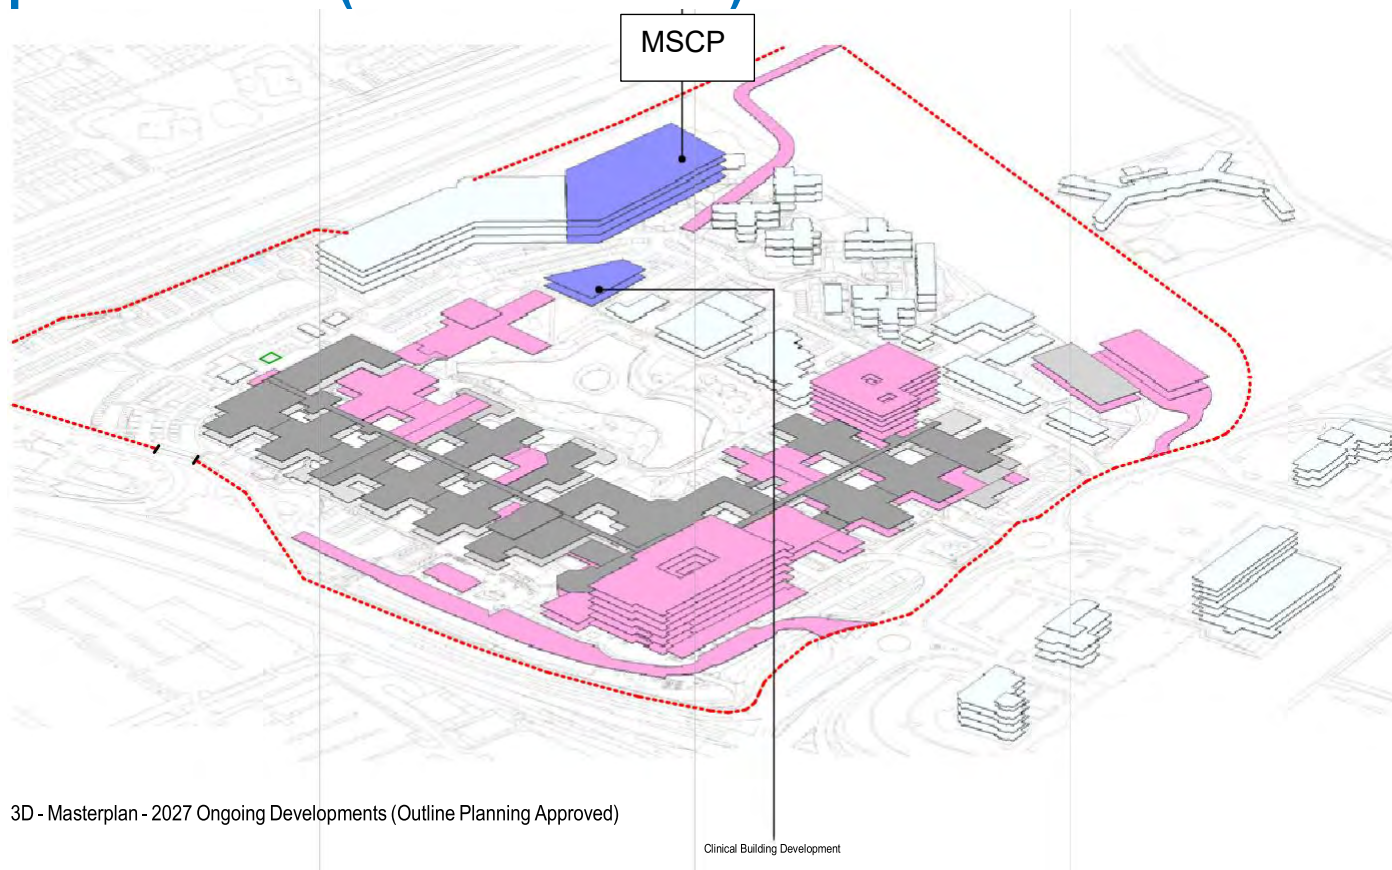 MSCP
3D - Masterplan - 2027 Ongoing Developments (Outline Planning Approved)
Clinical Building Development